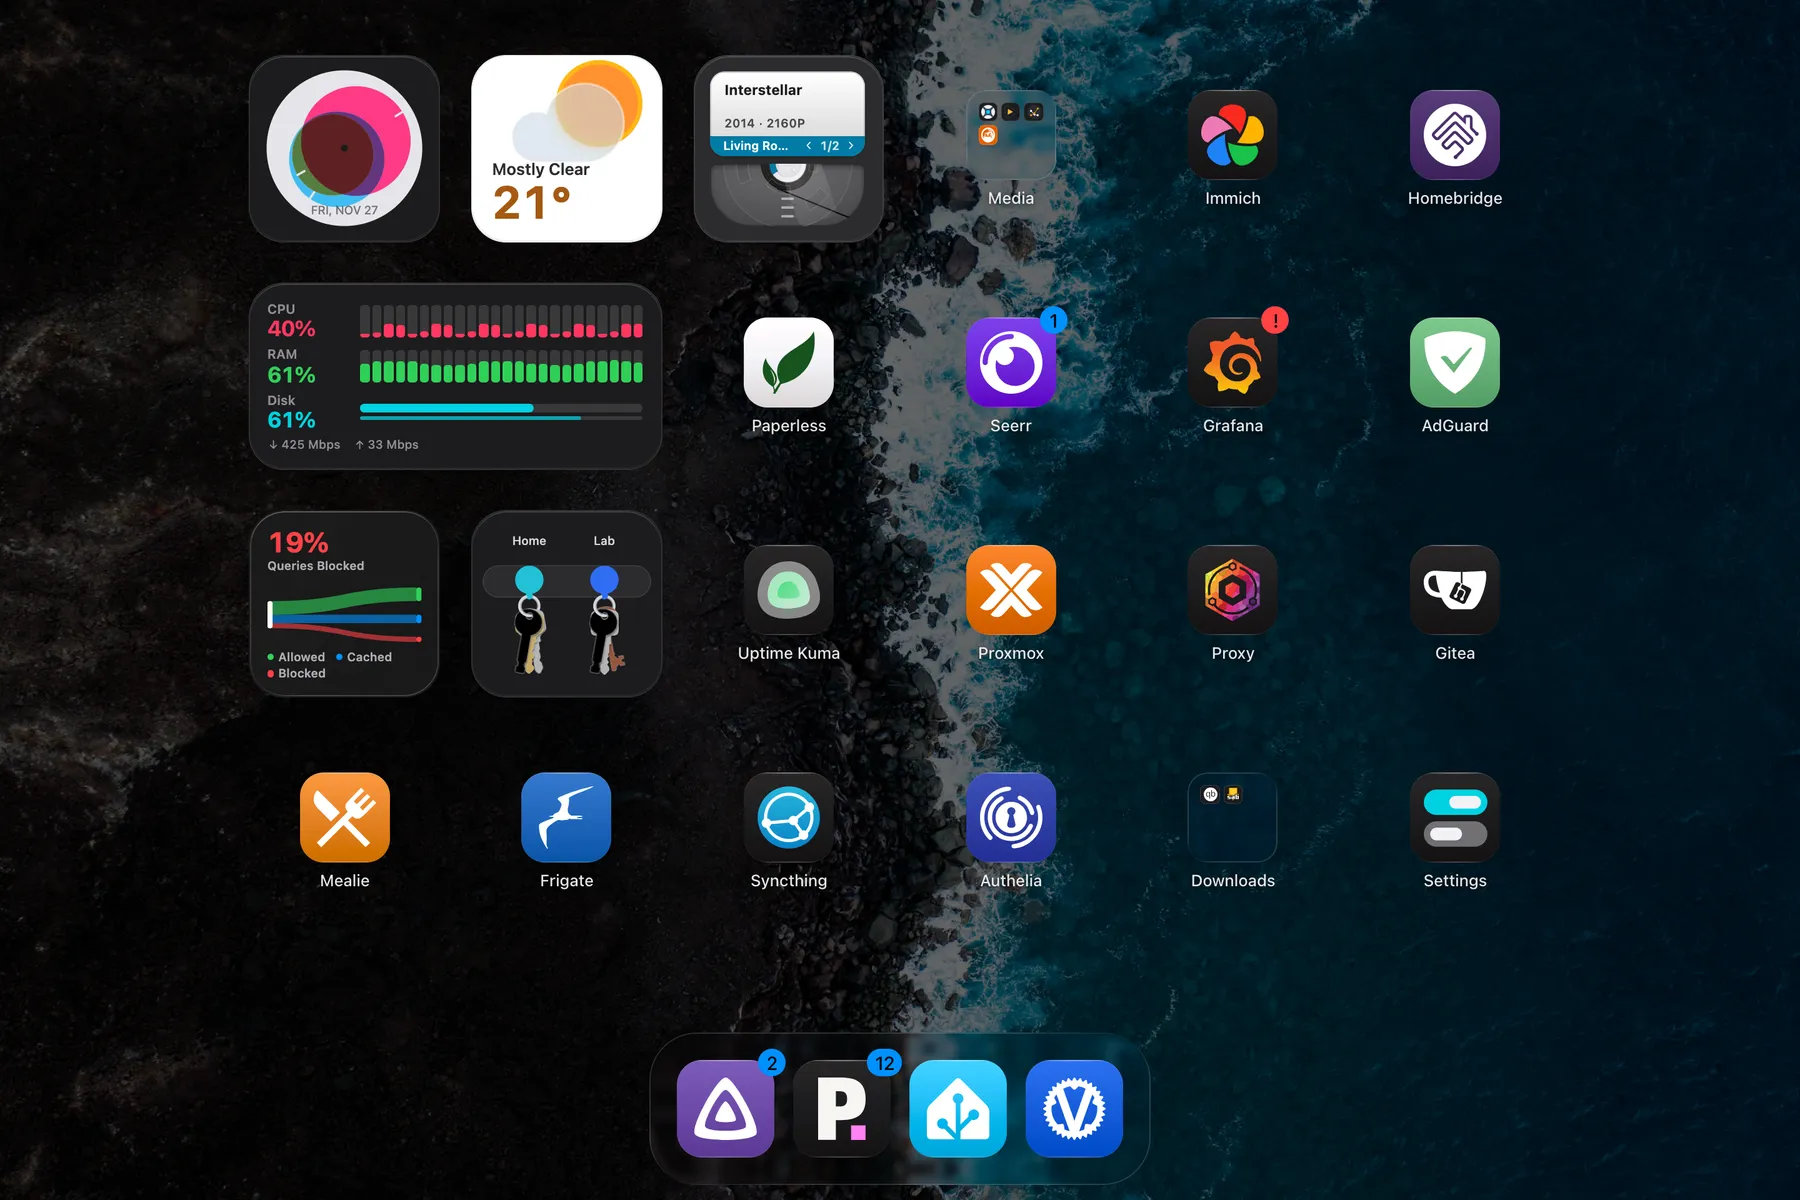 FRI, NOV 27
Mostly Clear
21°
Interstellar
2014 · 2160P
Living Ro... < 1/2 >
Media
Immich
Homebridge
CPU
40%
RAM
61%
Disk
61%
↓ 425 Mbps ↑ 33 Mbps
Paperless
1
Seerr
!
Grafana
AdGuard
19%
Queries Blocked
Allowed
Cached
Blocked
Home
Lab
Uptime Kuma
Proxmox
Proxy
Gitea
Mealie
Frigate
Syncthing
Authelia
qb
Downloads
Settings
2
12
P.
V